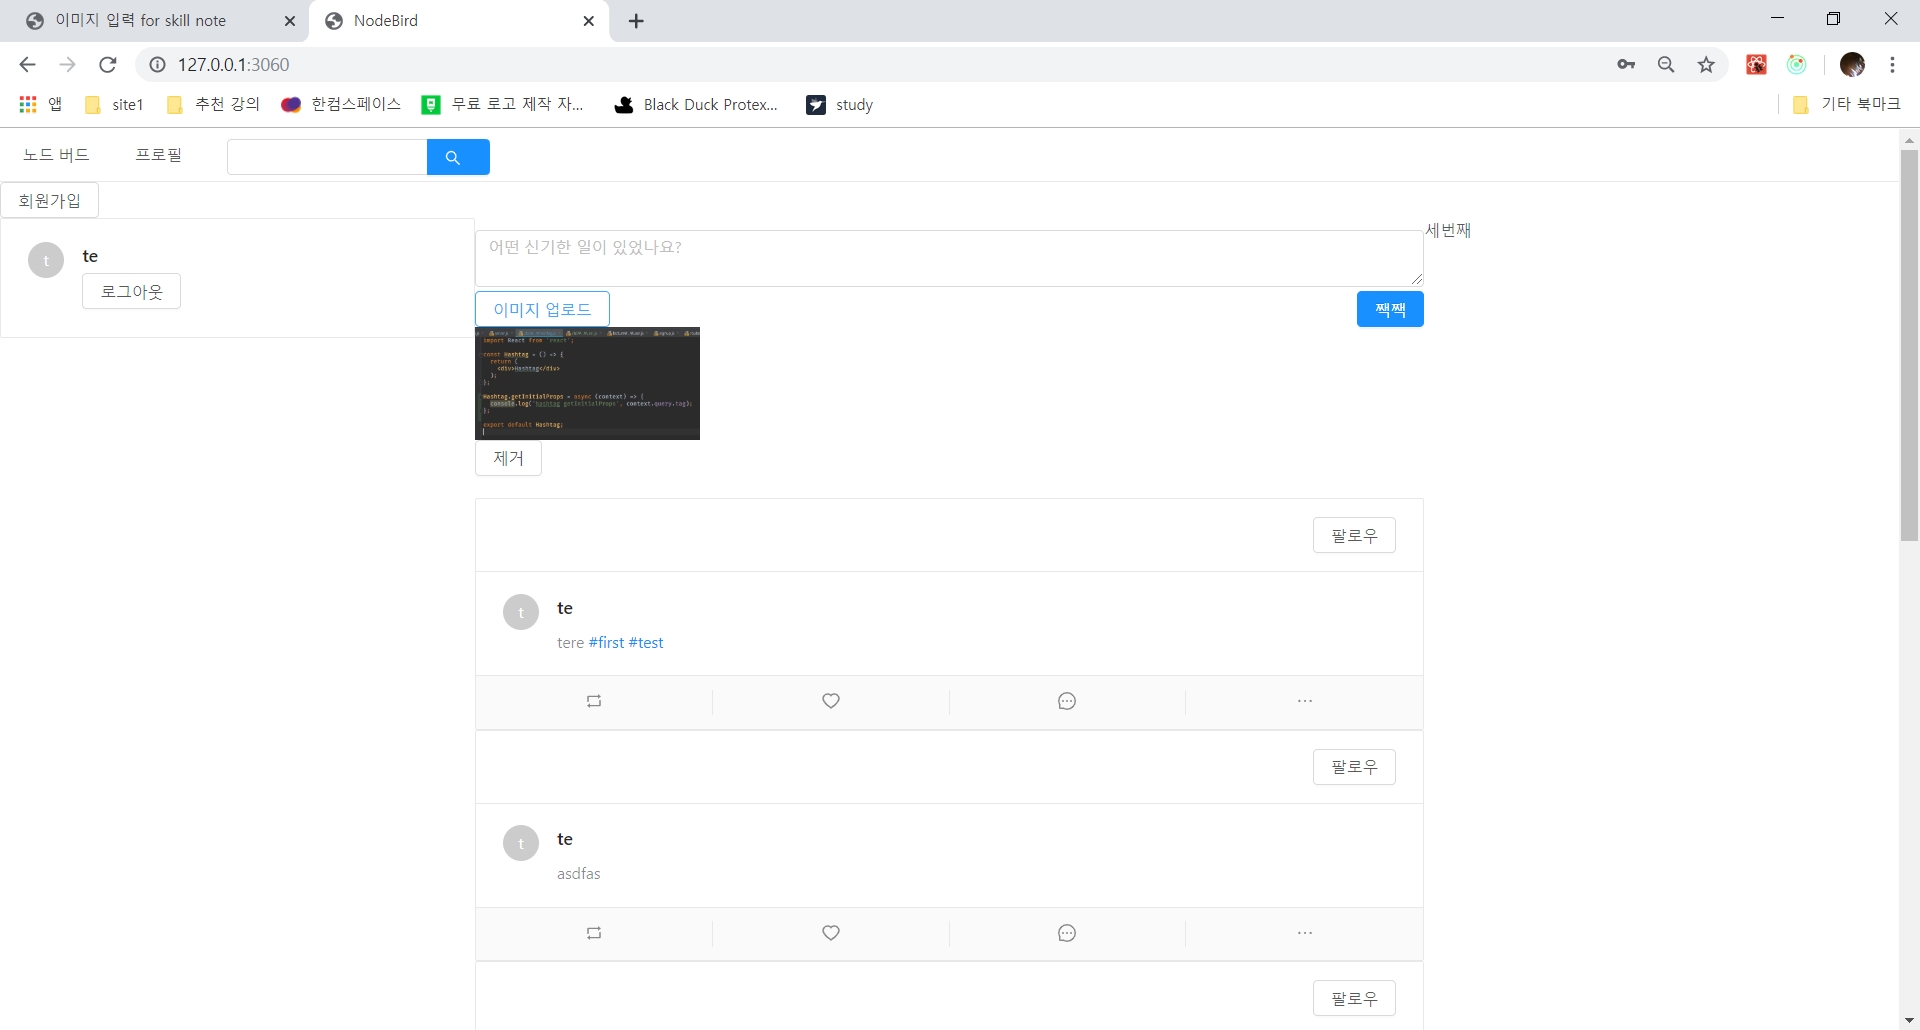 이미지 입력 for skill note
NodeBird
127.0.0.1:3060
앱 site1 추천 강의 한컴스페이스 무료 로고 제작 자... Black Duck Protex... study 기타 북마크
노드 버드 프로필
회원가입
t te
로그아웃
어떤 신기한 일이 있었나요?
세번째
이미지 업로드 짹짹
import React from 'react';
const Hashtag = () => {
return (
<div>Hashtag</div>
);
};
Hashtag.getInitialProps = async (context) => {
console.log('hashtag getInitialProps', context.query.tag);
};
export default Hashtag;
제거
팔로우
t te
tere #first #test
팔로우
t te
asdfas
팔로우